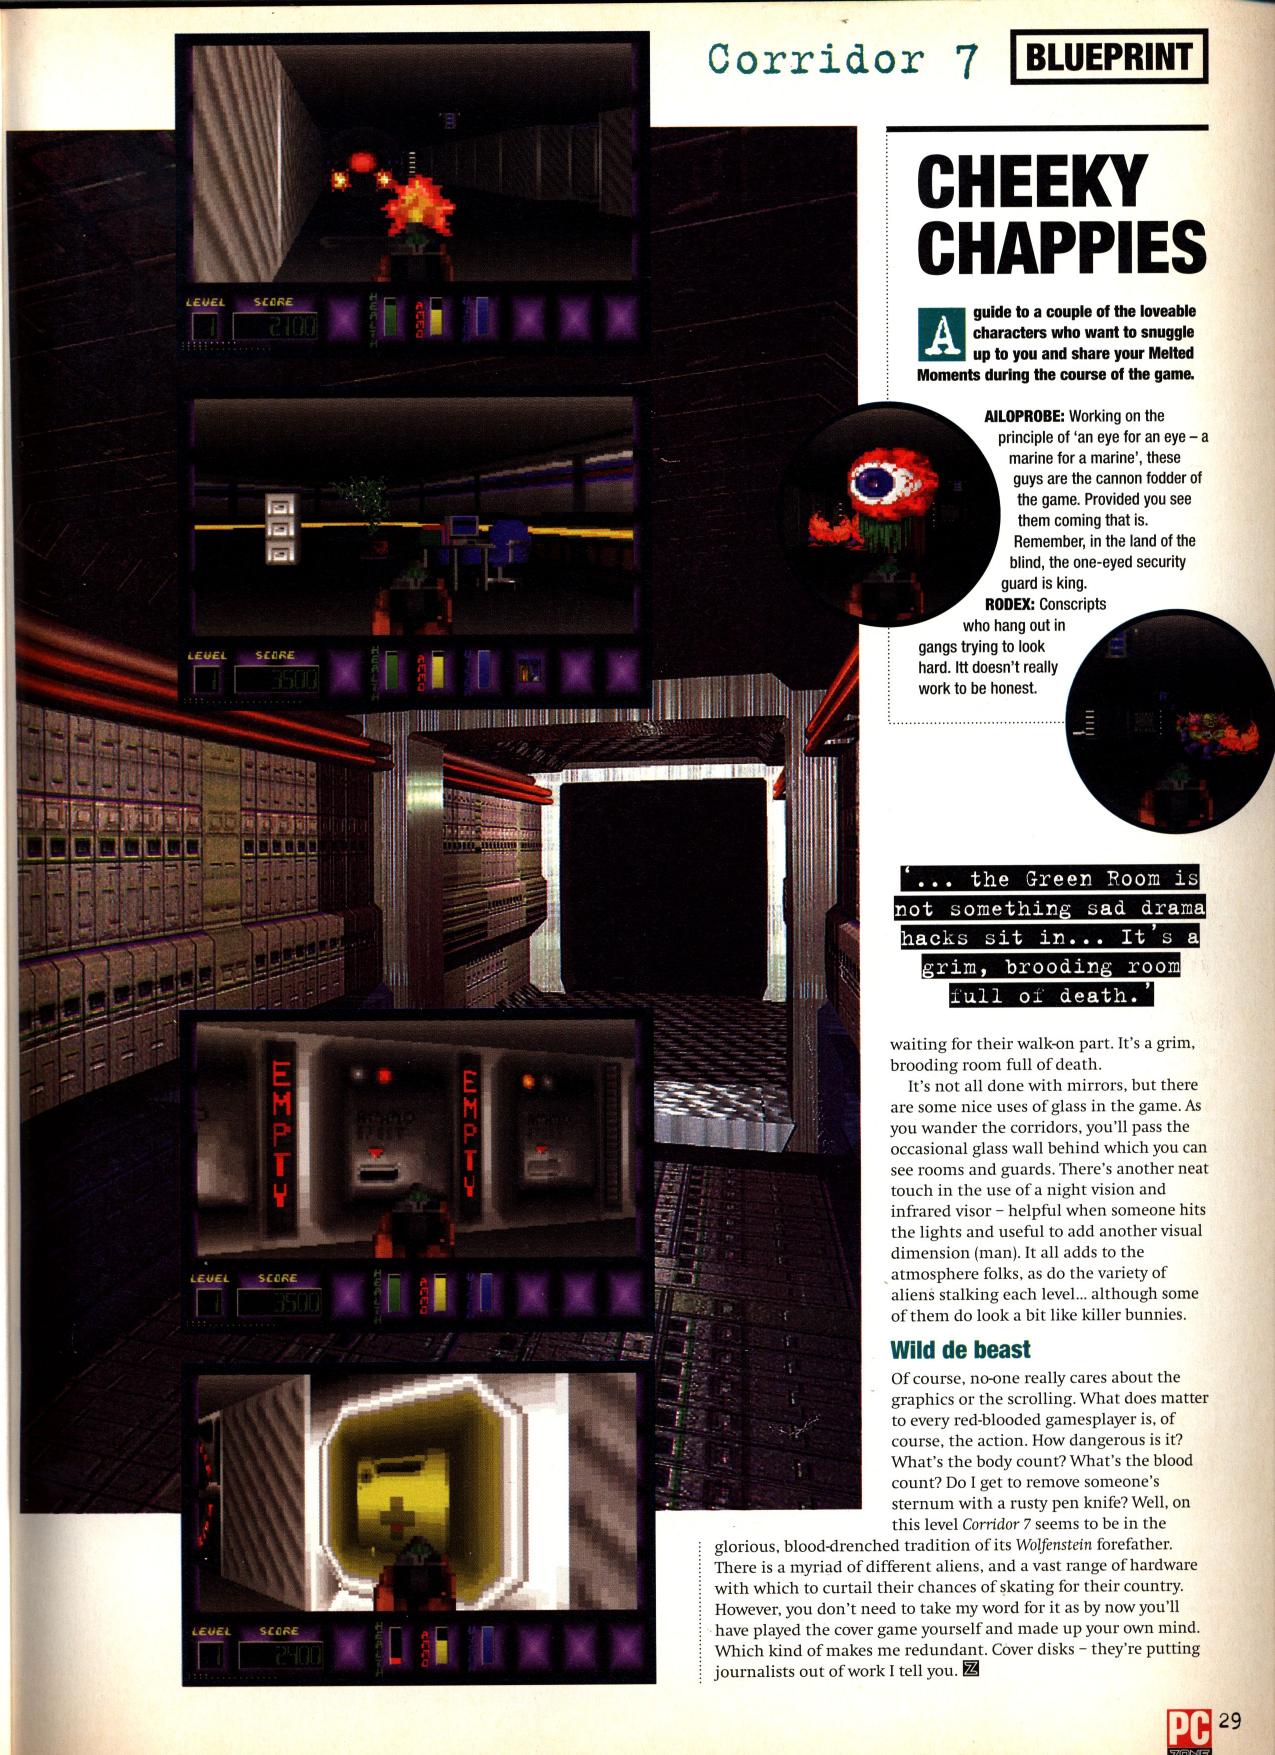 Corridor 7
BLUEPRINT
CHEEKY
CHAPPIES
A guide to a couple of the loveable
characters who want to snuggle
up to you and share your Melted
Moments during the course of the game.
AILOPROBE: Working on the
principle of 'an eye for an eye – a
marine for a marine', these
guys are the cannon fodder of
the game. Provided you see
them coming that is.
Remember, in the land of the
blind, the one-eyed security
guard is king.
RODEX: Conscripts
who hang out in
gangs trying to look
hard. Itt doesn't really
work to be honest.
LEVEL SCORE HEALTH AMMO
1 2100
LEVEL SCORE HEALTH AMMO
1 3500
EMPTY
EMPTY
LEVEL SCORE HEALTH AMMO
1 3500
LEVEL SCORE HEALTH AMMO
1 2400
'... the Green Room is
not something sad drama
hacks sit in... It's a
grim, brooding room
full of death.'
waiting for their walk-on part. It's a grim,
brooding room full of death.
It's not all done with mirrors, but there
are some nice uses of glass in the game. As
you wander the corridors, you'll pass the
occasional glass wall behind which you can
see rooms and guards. There's another neat
touch in the use of a night vision and
infrared visor – helpful when someone hits
the lights and useful to add another visual
dimension (man). It all adds to the
atmosphere folks, as do the variety of
aliens stalking each level... although some
of them do look a bit like killer bunnies.
Wild de beast
Of course, no-one really cares about the
graphics or the scrolling. What does matter
to every red-blooded gamesplayer is, of
course, the action. How dangerous is it?
What's the body count? What's the blood
count? Do I get to remove someone's
sternum with a rusty pen knife? Well, on
this level Corridor 7 seems to be in the
glorious, blood-drenched tradition of its Wolfenstein forefather.
There is a myriad of different aliens, and a vast range of hardware
with which to curtail their chances of skating for their country.
However, you don't need to take my word for it as by now you'll
have played the cover game yourself and made up your own mind.
Which kind of makes me redundant. Cover disks – they're putting
journalists out of work I tell you. Z
PC
ZONE
29